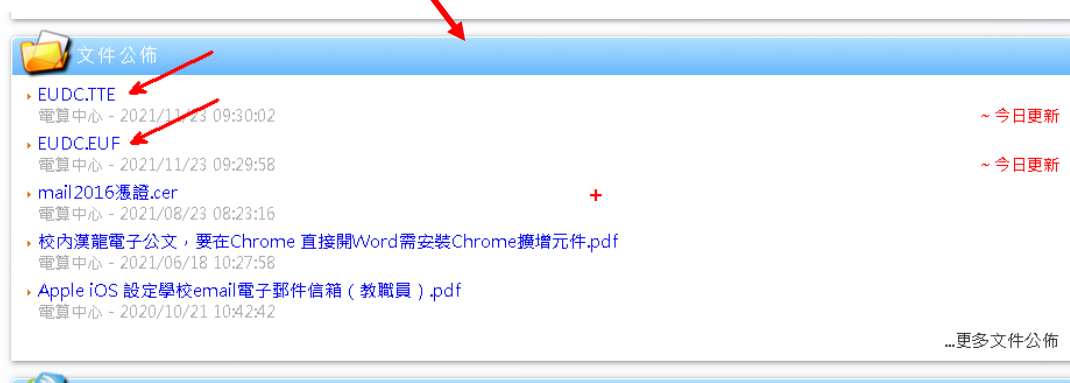 文件公佈
EUDC.TTE
電算中心 - 2021/11/23 09:30:02
~ 今日更新
EUDC.EUF
電算中心 - 2021/11/23 09:29:58
~ 今日更新
mail2016憑證.cer
電算中心 - 2021/08/23 08:23:16
校內漢龍電子公文，要在Chrome 直接開Word需安裝Chrome擴增元件.pdf
電算中心 - 2021/06/18 10:27:58
Apple iOS 設定學校email電子郵件信箱 ( 教職員 ) .pdf
電算中心 - 2020/10/21 10:42:42
...更多文件公佈